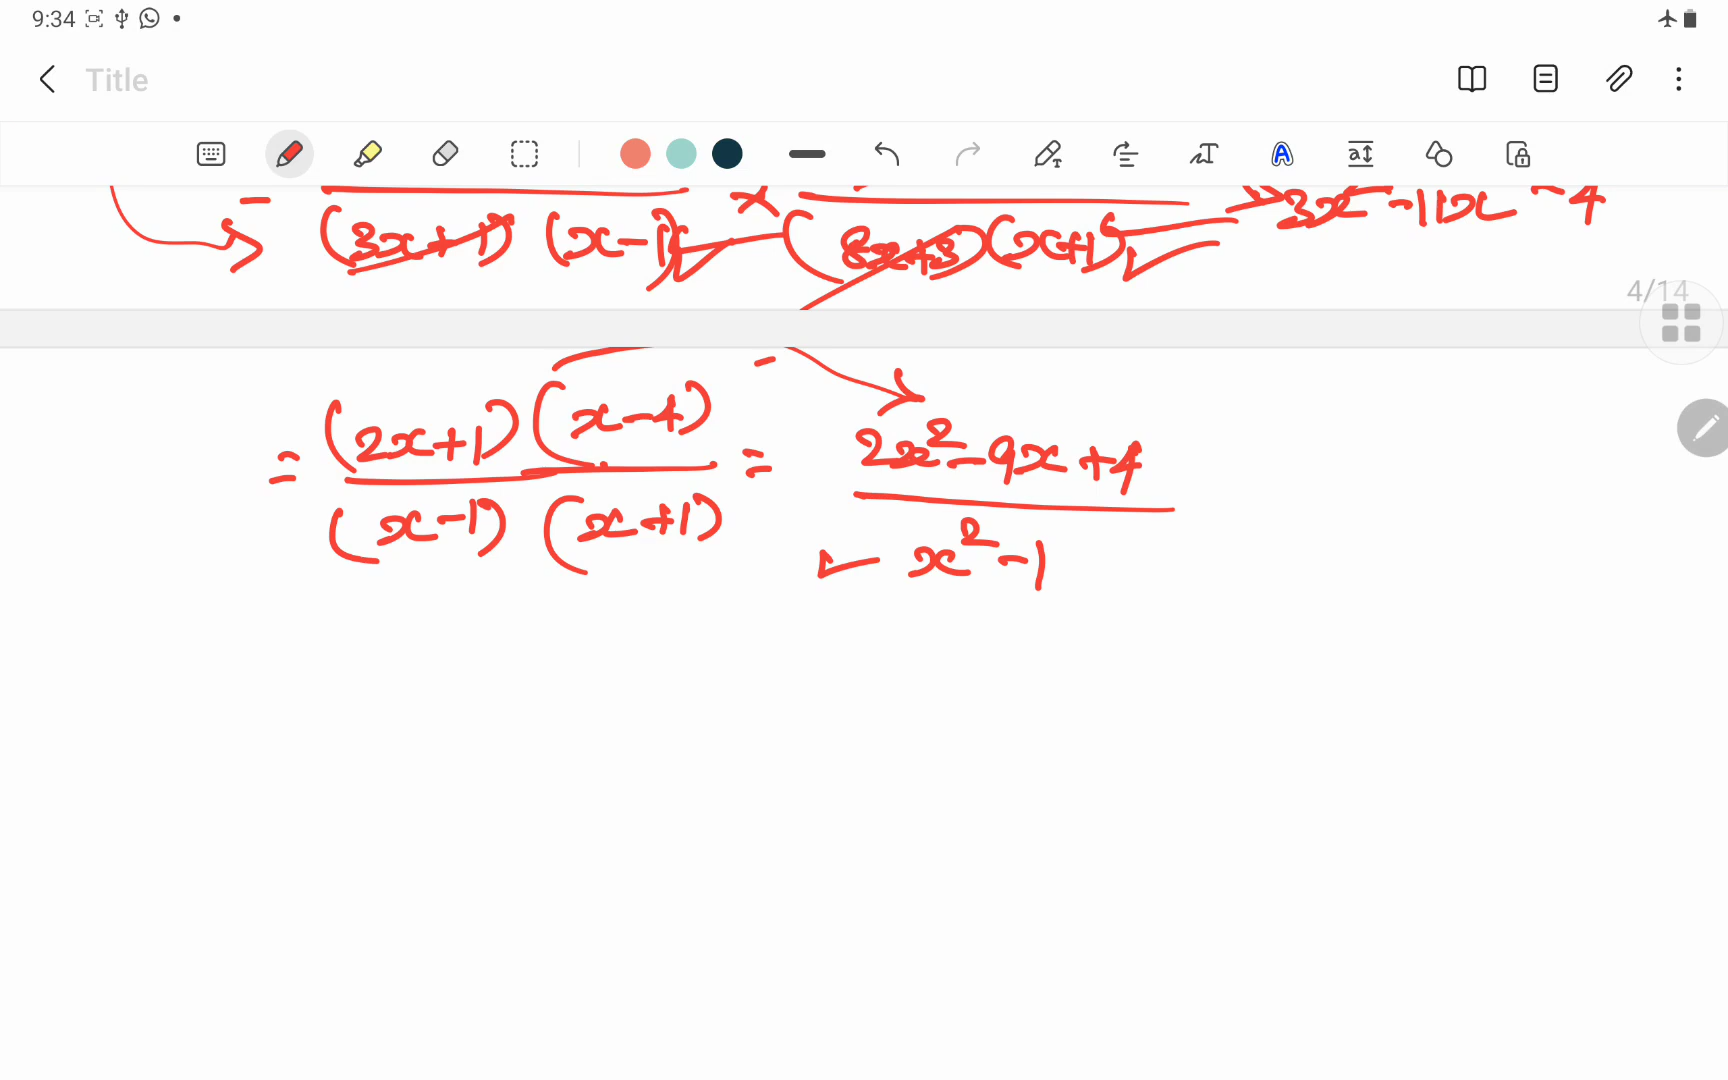 9:34
Title
(3x+1) (x-1) × (8x+3)(x+1) 3x² -11x -4
4/14
= (2x+1)(x-4) / (x-1)(x+1) = 2x²-9x+4 / x²-1